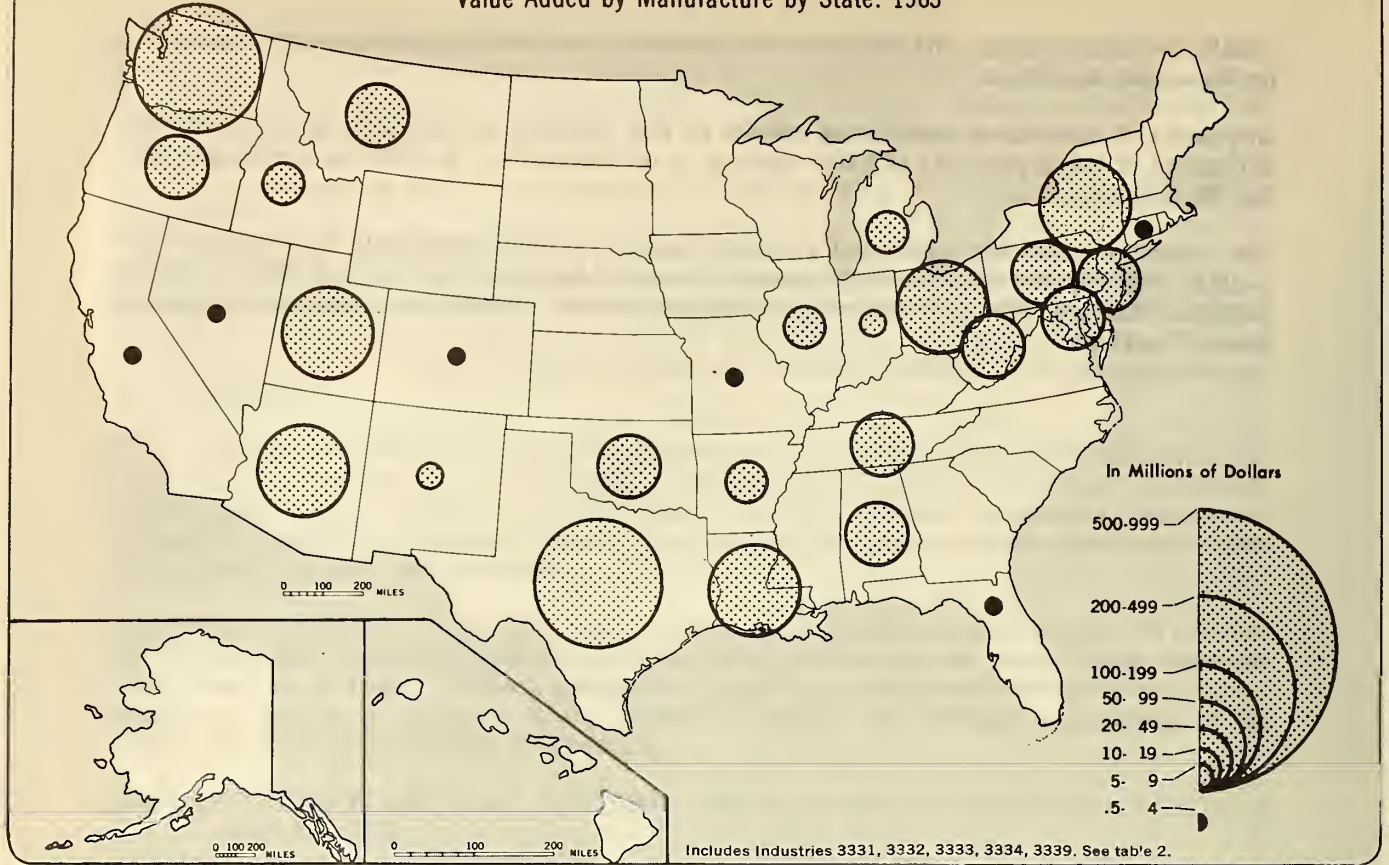 Value Added by Manufacture by State: 1963
In Millions of Dollars
500-999
200-499
100-199
50- 99
20- 49
10- 19
5- 9
.5- 4
0 100 200 MILES
0 100 200 MILES
0 100 200 MILES
Includes Industries 3331, 3332, 3333, 3334, 3339. See tab'e 2.